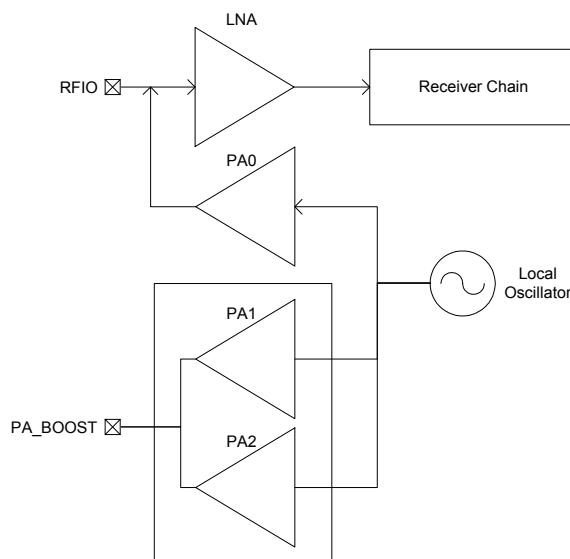 LNA
RFIO
Receiver Chain
PA0
Local
Oscillator
PA1
PA_BOOST
PA2